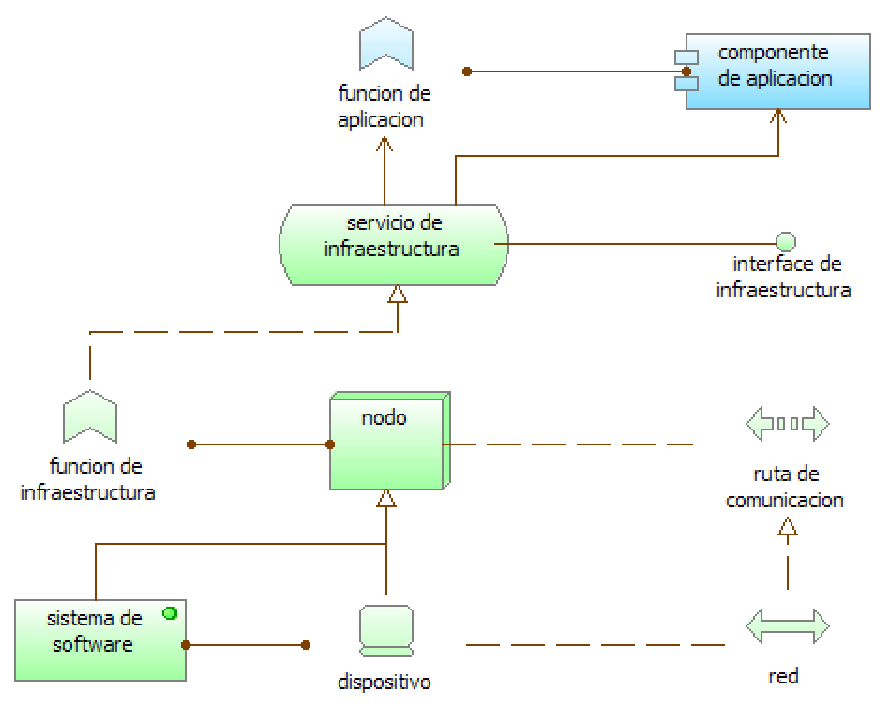 componente
de aplicacion
funcion de
aplicacion
servicio de
infraestructura
interface de
infraestructura
nodo
funcion de
infraestructura
ruta de
comunicacion
sistema de
software
dispositivo
red